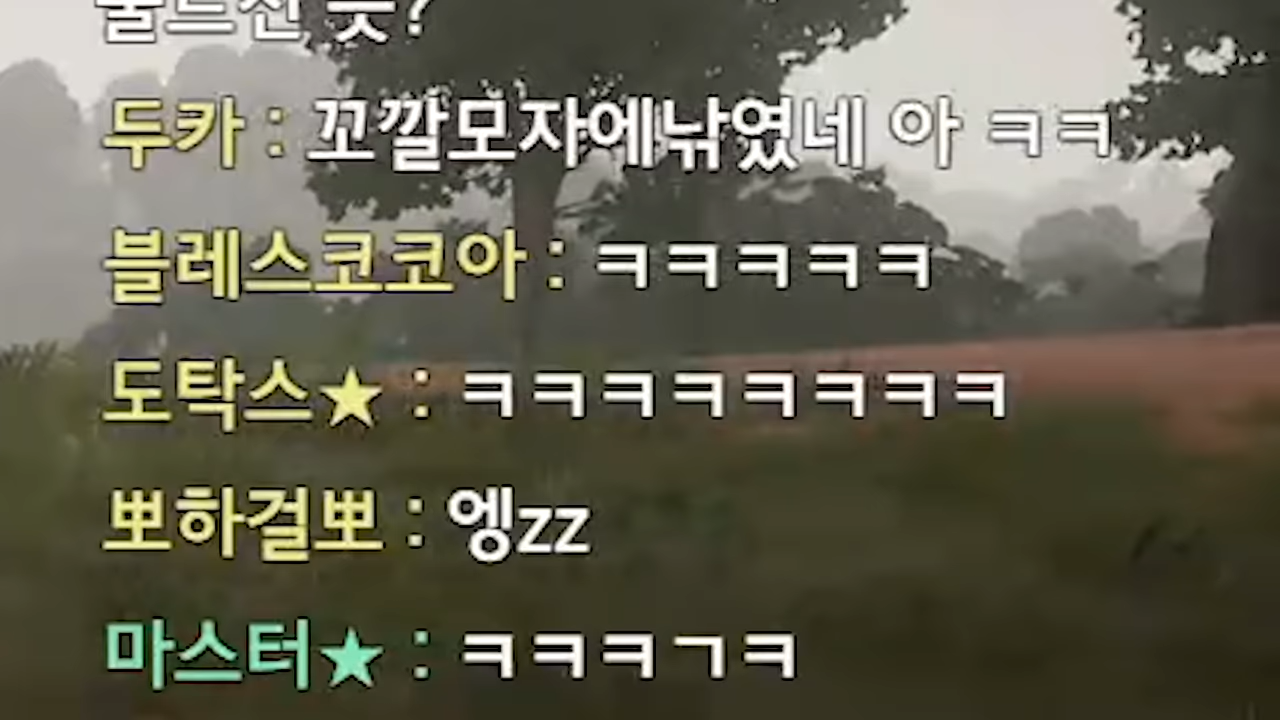 두카 : 꼬깔모자에낚였네 아 ㅋㅋ
블레스코코아 : ㅋㅋㅋㅋㅋ
도탁스★ : ㅋㅋㅋㅋㅋㅋㅋㅋ
뽀하걸뽀 : 엥zz
마스터★ : ㅋㅋㅋㄱㅋ